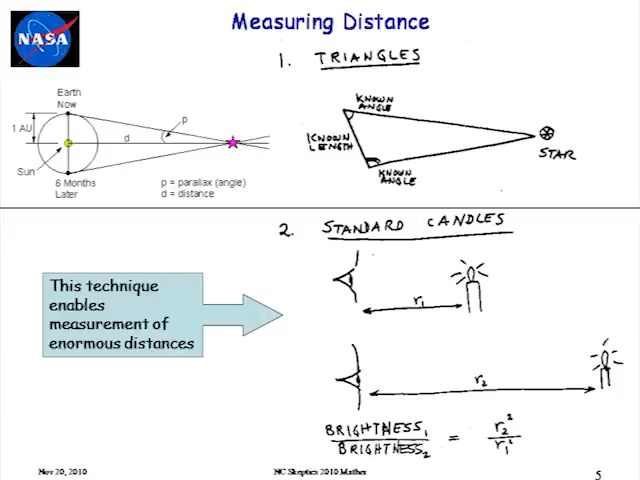 Measuring Distance
NASA
1. TRIANGLES
Earth
Now
1 AU
p
d
Sun
6 Months
Later
p = parallax (angle)
d = distance
KNOWN
ANGLE
KNOWN
LENGTH
KNOWN
ANGLE
STAR
2. STANDARD CANDLES
This technique
enables
measurement of
enormous distances
r₁
r₂
BRIGHTNESS₁ / BRIGHTNESS₂ = r₂² / r₁²
Nov 20, 2010
NC Skeptics 2010 Mather
5